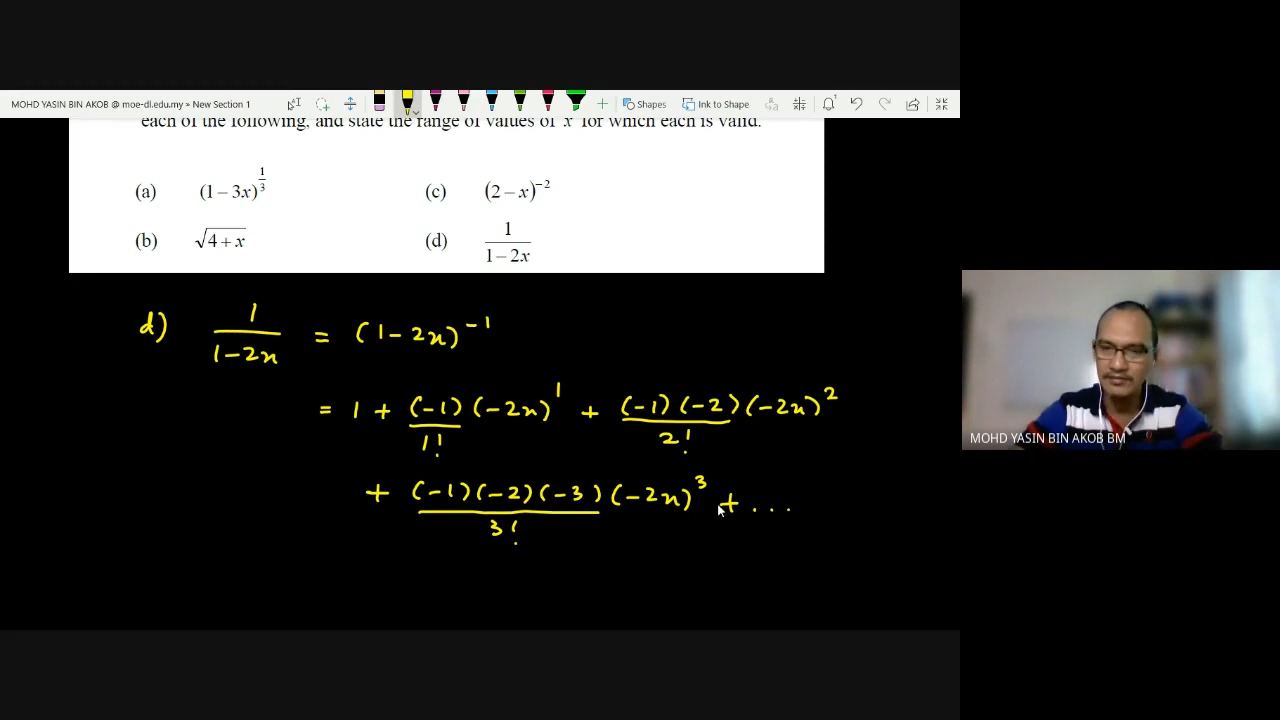 MOHD YASIN BIN AKOB @ moe-dl.edu.my » New Section 1
Shapes Ink to Shape
each of the following, and state the range of values of x for which each is valid.
(a) (1 – 3x)^{1/3} (c) (2 – x)^{–2}
(b) √(4 + x) (d) 1/(1 – 2x)
d) 1/(1-2x) = (1-2x)^{-1}
= 1 + (-1)/1! (-2x)^1 + (-1)(-2)/2! (-2x)^2
+ (-1)(-2)(-3)/3! (-2x)^3 + ...
MOHD YASIN BIN AKOB BM